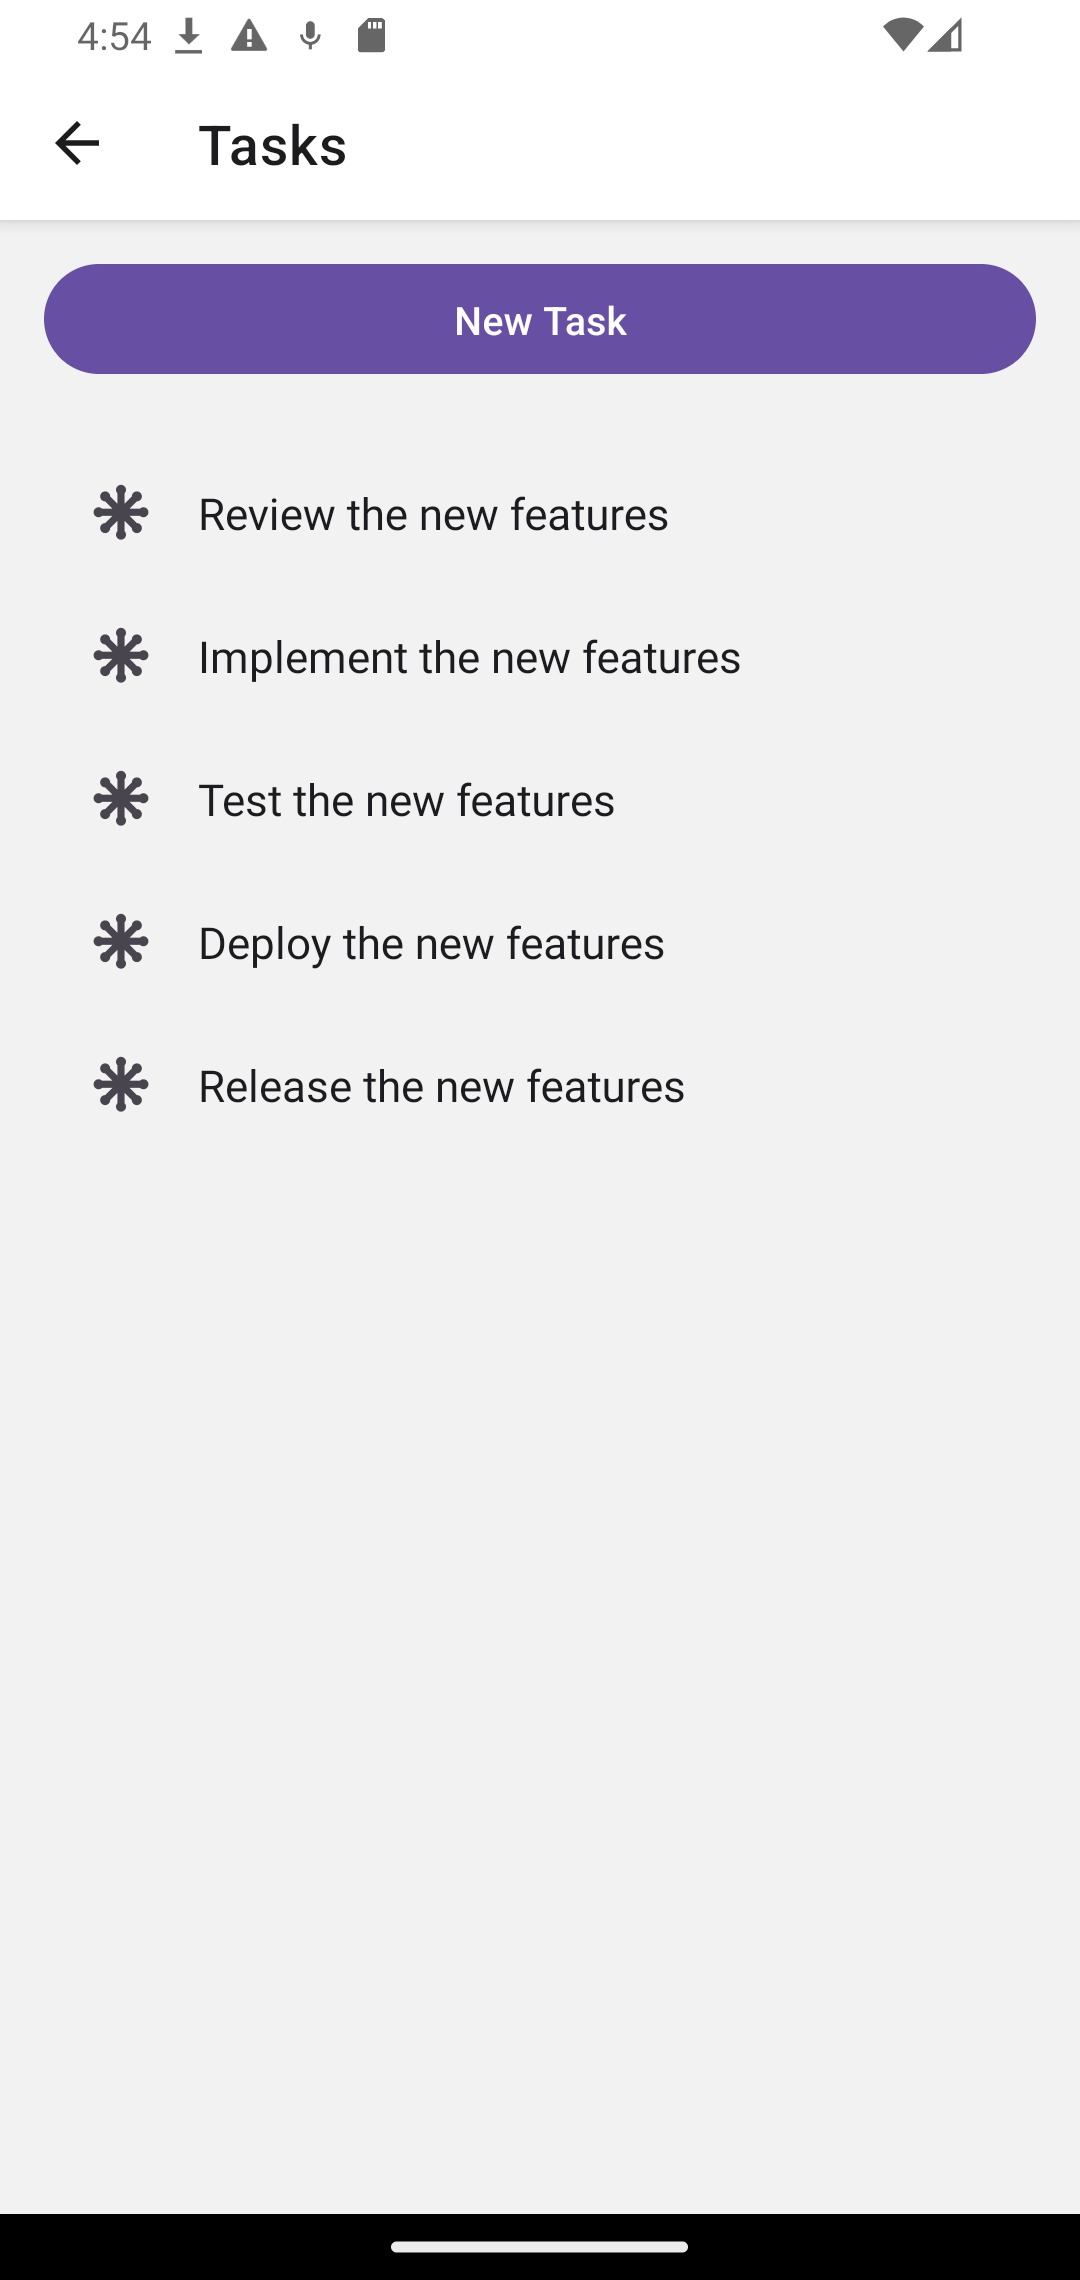 4:54
Tasks
New Task
Review the new features
Implement the new features
Test the new features
Deploy the new features
Release the new features